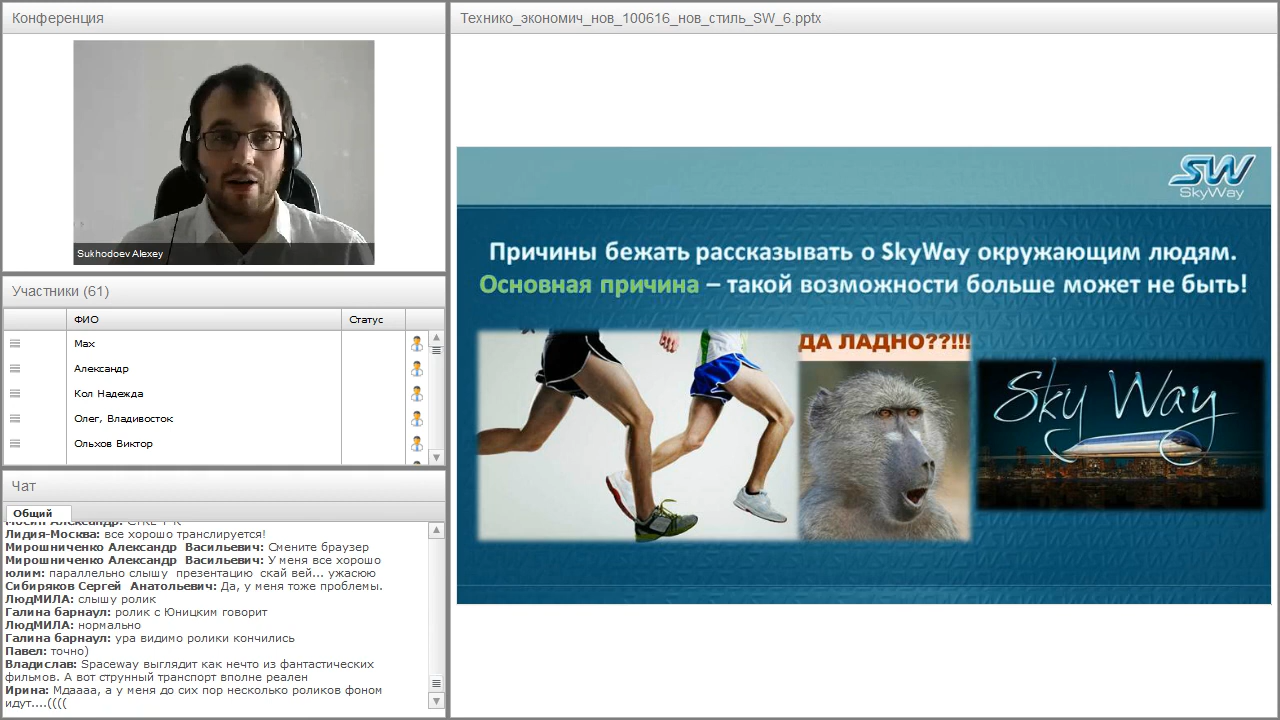 Конференция
Sukhodoev Alexey
Участники (61)
ФИО
Статус
Max
Александр
Кол Надежда
Олег, Владивосток
Ольхов Виктор
Чат
Общий
Лидия-Москва: все хорошо транслируется!
Мирошниченко Александр Васильевич: Смените браузер
Мирошниченко Александр Васильевич: У меня все хорошо
юлим: параллельно слышу презентацию скай вей... ужасюю
Сибиряков Сергей Анатольевич: Да, у меня тоже проблемы.
ЛюдМИЛА: слышу ролик
Галина барнаул: ролик с Юницким говорит
ЛюдМИЛА: нормально
Галина барнаул: ура видимо ролики кончились
Павел: точно)
Владислав: Spaceway выглядит как нечто из фантастических
фильмов. А вот струнный транспорт вполне реален
Ирина: Мдаааа, а у меня до сих пор несколько роликов фоном
идут....((((
Технико_экономич_нов_100616_нов_стиль_SW_6.pptx
SW
SkyWay
Причины бежать рассказывать о SkyWay окружающим людям.
Основная причина – такой возможности больше может не быть!
ДА ЛАДНО??!!!
Sky Way